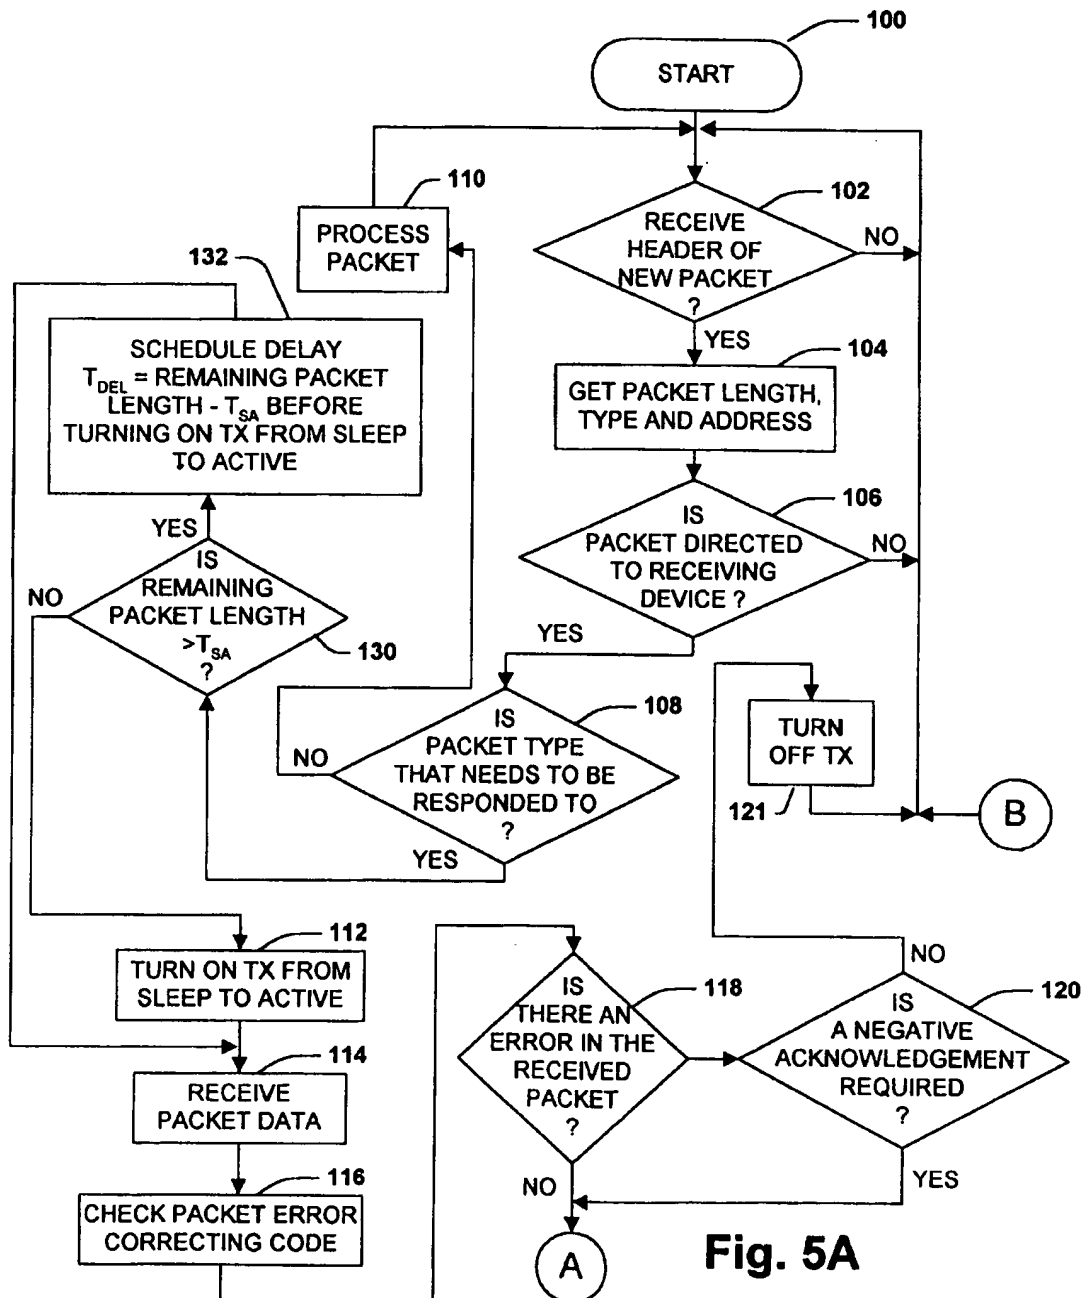 100
START
110
PROCESS
PACKET
102
RECEIVE
HEADER OF
NEW PACKET
?
NO
YES
132
SCHEDULE DELAY
T_DEL = REMAINING PACKET
LENGTH - T_SA BEFORE
TURNING ON TX FROM SLEEP
TO ACTIVE
104
GET PACKET LENGTH,
TYPE AND ADDRESS
106
IS
PACKET DIRECTED
TO RECEIVING
DEVICE ?
NO
YES
YES
IS
REMAINING
PACKET LENGTH
>T_SA
?
NO
130
108
IS
PACKET TYPE
THAT NEEDS TO BE
RESPONDED TO
?
NO
YES
TURN
OFF TX
121
B
112
TURN ON TX FROM
SLEEP TO ACTIVE
114
RECEIVE
PACKET DATA
116
CHECK PACKET ERROR
CORRECTING CODE
118
IS
THERE AN
ERROR IN THE
RECEIVED
PACKET
?
NO
NO
120
IS
A NEGATIVE
ACKNOWLEDGEMENT
REQUIRED
?
YES
A
Fig. 5A